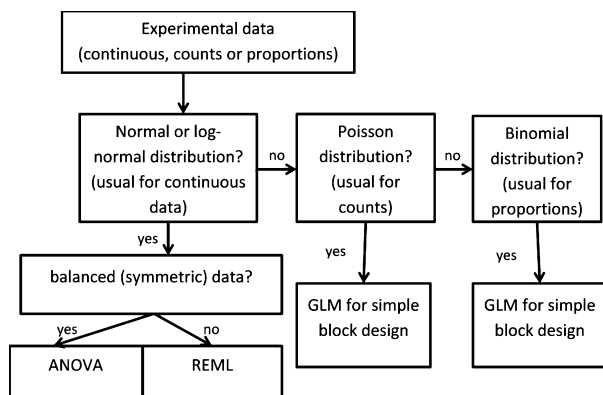 Experimental data
(continuous, counts or proportions)
Normal or log-
normal distribution?
(usual for continuous
data)
no
Poisson
distribution?
(usual for
counts)
no
Binomial
distribution?
(usual for
proportions)
yes
yes
yes
balanced (symmetric) data?
GLM for simple
block design
GLM for simple
block design
yes
no
ANOVA
REML